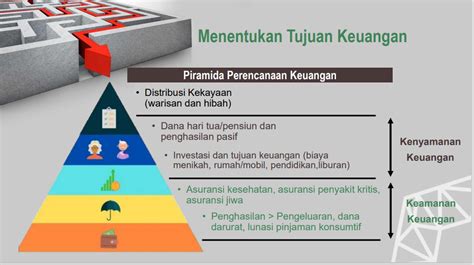 Menentukan Tujuan Keuangan
Piramida Perencanaan Keuangan
• Distribusi Kekayaan
(warisan dan hibah)
• Dana hari tua/pensiun dan
penghasilan pasif
• Investasi dan tujuan keuangan (biaya
menikah, rumah/mobil, pendidikan,liburan)
Kenyamanan
Keuangan
• Asuransi kesehatan, asuransi penyakit kritis,
asuransi jiwa
• Penghasilan > Pengeluaran, dana
darurat, lunasi pinjaman konsumtif
Keamanan
Keuangan